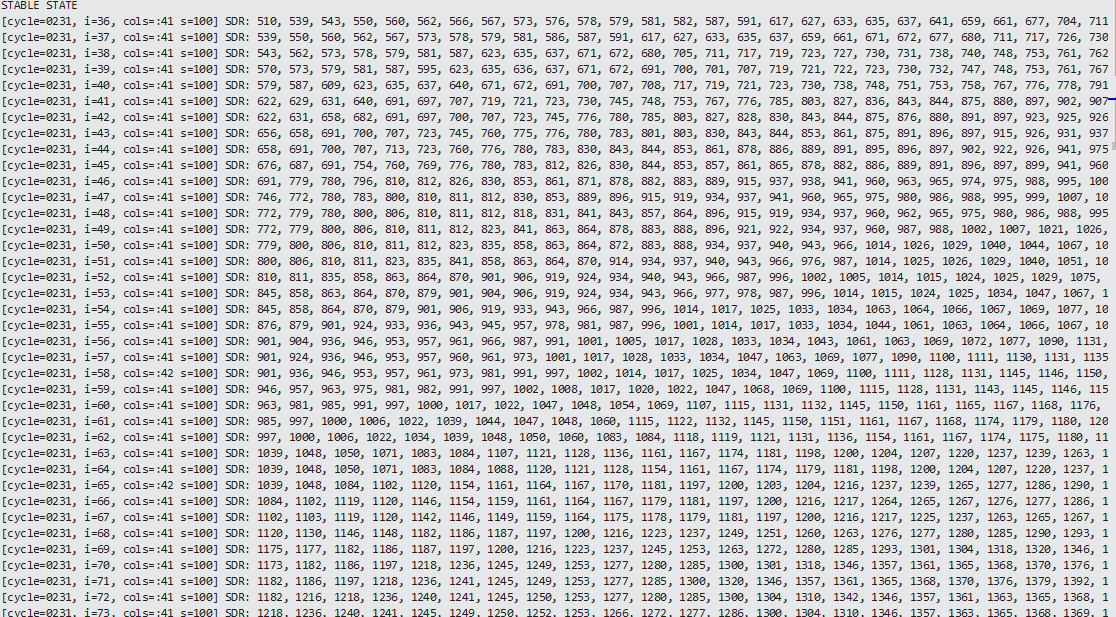 STABLE STATE
[cycle=0231, i=36, cols=:41 s=100] SDR: 510, 539, 543, 550, 560, 562, 566, 567, 573, 576, 578, 579, 581, 582, 587, 591, 617, 627, 633, 635, 637, 641, 659, 661, 677, 704, 711
[cycle=0231, i=37, cols=:41 s=100] SDR: 539, 550, 560, 562, 567, 573, 578, 579, 581, 586, 587, 591, 617, 627, 633, 635, 637, 659, 661, 671, 672, 677, 680, 711, 717, 726, 730
[cycle=0231, i=38, cols=:41 s=100] SDR: 543, 562, 573, 578, 579, 581, 587, 623, 635, 637, 671, 672, 680, 705, 711, 717, 719, 723, 727, 730, 731, 738, 740, 748, 753, 761, 762
[cycle=0231, i=39, cols=:41 s=100] SDR: 570, 573, 579, 581, 587, 595, 623, 635, 636, 637, 671, 672, 691, 700, 701, 707, 719, 721, 722, 723, 730, 732, 747, 748, 753, 761, 767
[cycle=0231, i=40, cols=:41 s=100] SDR: 579, 587, 609, 623, 635, 637, 640, 671, 672, 691, 700, 707, 708, 717, 719, 721, 723, 730, 738, 748, 751, 753, 758, 767, 776, 778, 791
[cycle=0231, i=41, cols=:41 s=100] SDR: 622, 629, 631, 640, 691, 697, 707, 719, 721, 723, 730, 745, 748, 753, 767, 776, 785, 803, 827, 836, 843, 844, 875, 880, 897, 902, 907
[cycle=0231, i=42, cols=:41 s=100] SDR: 622, 631, 658, 682, 691, 697, 700, 707, 723, 745, 776, 780, 785, 803, 827, 828, 830, 843, 844, 875, 876, 880, 891, 897, 923, 925, 926
[cycle=0231, i=43, cols=:41 s=100] SDR: 656, 658, 691, 700, 707, 723, 745, 760, 775, 776, 780, 783, 801, 803, 830, 843, 844, 853, 861, 875, 891, 896, 897, 915, 926, 931, 937
[cycle=0231, i=44, cols=:41 s=100] SDR: 658, 691, 700, 707, 713, 723, 760, 776, 780, 783, 830, 843, 844, 853, 861, 878, 886, 889, 891, 895, 896, 897, 902, 922, 926, 941, 975
[cycle=0231, i=45, cols=:41 s=100] SDR: 676, 687, 691, 754, 760, 769, 776, 780, 783, 812, 826, 830, 844, 853, 857, 861, 865, 878, 882, 886, 889, 891, 896, 897, 899, 941, 960
[cycle=0231, i=46, cols=:41 s=100] SDR: 691, 779, 780, 796, 810, 812, 826, 830, 853, 861, 871, 878, 882, 883, 889, 915, 937, 938, 941, 960, 963, 965, 974, 975, 988, 995, 100
[cycle=0231, i=47, cols=:41 s=100] SDR: 746, 772, 780, 783, 800, 810, 811, 812, 830, 853, 889, 896, 915, 919, 934, 937, 941, 960, 965, 975, 980, 986, 988, 995, 999, 1007, 10
[cycle=0231, i=48, cols=:41 s=100] SDR: 772, 779, 780, 800, 806, 810, 811, 812, 818, 831, 841, 843, 857, 864, 896, 915, 919, 934, 937, 960, 962, 965, 975, 980, 986, 988, 995
[cycle=0231, i=49, cols=:41 s=100] SDR: 772, 779, 800, 806, 810, 811, 812, 823, 841, 863, 864, 878, 883, 888, 896, 921, 922, 934, 937, 960, 987, 988, 1002, 1007, 1021, 1026,
[cycle=0231, i=50, cols=:41 s=100] SDR: 779, 800, 806, 810, 811, 812, 823, 835, 858, 863, 864, 872, 883, 888, 934, 937, 940, 943, 966, 1014, 1026, 1029, 1040, 1044, 1067, 10
[cycle=0231, i=51, cols=:41 s=100] SDR: 800, 806, 810, 811, 823, 835, 841, 858, 863, 864, 870, 914, 934, 937, 940, 943, 966, 976, 987, 1014, 1025, 1026, 1029, 1040, 1051, 10
[cycle=0231, i=52, cols=:41 s=100] SDR: 810, 811, 835, 858, 863, 864, 870, 901, 906, 919, 924, 934, 940, 943, 966, 987, 996, 1002, 1005, 1014, 1015, 1024, 1025, 1029, 1075,
[cycle=0231, i=53, cols=:41 s=100] SDR: 845, 858, 863, 864, 870, 879, 901, 904, 906, 919, 924, 934, 943, 966, 977, 978, 987, 996, 1014, 1015, 1024, 1025, 1034, 1047, 1067, 1
[cycle=0231, i=54, cols=:41 s=100] SDR: 845, 858, 864, 870, 879, 901, 906, 919, 933, 943, 966, 987, 996, 1014, 1017, 1025, 1033, 1034, 1063, 1064, 1066, 1067, 1069, 1077, 10
[cycle=0231, i=55, cols=:41 s=100] SDR: 876, 879, 901, 924, 933, 936, 943, 945, 957, 978, 981, 987, 996, 1001, 1014, 1017, 1033, 1034, 1044, 1061, 1063, 1064, 1066, 1067, 10
[cycle=0231, i=56, cols=:41 s=100] SDR: 901, 904, 936, 946, 953, 957, 961, 966, 987, 991, 1001, 1005, 1017, 1028, 1033, 1034, 1043, 1061, 1063, 1069, 1072, 1077, 1090, 1131,
[cycle=0231, i=57, cols=:41 s=100] SDR: 901, 924, 936, 946, 953, 957, 960, 961, 973, 1001, 1017, 1028, 1033, 1034, 1047, 1063, 1069, 1077, 1090, 1100, 1111, 1130, 1131, 1135
[cycle=0231, i=58, cols=:42 s=100] SDR: 901, 936, 946, 953, 957, 961, 973, 981, 991, 997, 1002, 1014, 1017, 1025, 1034, 1047, 1069, 1100, 1111, 1128, 1131, 1145, 1146, 1150,
[cycle=0231, i=59, cols=:41 s=100] SDR: 946, 957, 963, 975, 981, 982, 991, 997, 1002, 1008, 1017, 1020, 1022, 1047, 1068, 1069, 1100, 1115, 1128, 1131, 1143, 1145, 1146, 115
[cycle=0231, i=60, cols=:41 s=100] SDR: 963, 981, 985, 991, 997, 1000, 1017, 1022, 1047, 1048, 1054, 1069, 1107, 1115, 1131, 1132, 1145, 1150, 1161, 1165, 1167, 1168, 1176,
[cycle=0231, i=61, cols=:41 s=100] SDR: 985, 997, 1000, 1006, 1022, 1039, 1044, 1047, 1048, 1060, 1115, 1122, 1132, 1145, 1150, 1151, 1161, 1167, 1168, 1174, 1179, 1180, 120
[cycle=0231, i=62, cols=:41 s=100] SDR: 997, 1000, 1006, 1022, 1034, 1039, 1048, 1050, 1060, 1083, 1084, 1118, 1119, 1121, 1131, 1136, 1154, 1161, 1167, 1174, 1175, 1180, 11
[cycle=0231, i=63, cols=:41 s=100] SDR: 1039, 1048, 1050, 1071, 1083, 1084, 1107, 1121, 1128, 1136, 1161, 1167, 1174, 1181, 1198, 1200, 1204, 1207, 1220, 1237, 1239, 1263, 1
[cycle=0231, i=64, cols=:41 s=100] SDR: 1039, 1048, 1050, 1071, 1083, 1084, 1088, 1120, 1121, 1128, 1154, 1161, 1167, 1174, 1179, 1181, 1198, 1200, 1204, 1207, 1220, 1237, 1
[cycle=0231, i=65, cols=:42 s=100] SDR: 1039, 1048, 1084, 1102, 1120, 1154, 1161, 1164, 1167, 1170, 1181, 1197, 1200, 1203, 1204, 1216, 1237, 1239, 1265, 1277, 1286, 1290, 1
[cycle=0231, i=66, cols=:41 s=100] SDR: 1084, 1102, 1119, 1120, 1146, 1154, 1159, 1161, 1164, 1167, 1179, 1181, 1197, 1200, 1216, 1217, 1264, 1265, 1267, 1276, 1277, 1286, 1
[cycle=0231, i=67, cols=:41 s=100] SDR: 1102, 1103, 1119, 1120, 1142, 1146, 1149, 1159, 1164, 1175, 1178, 1179, 1181, 1197, 1200, 1216, 1217, 1225, 1237, 1263, 1265, 1267, 1
[cycle=0231, i=68, cols=:41 s=100] SDR: 1120, 1130, 1146, 1148, 1182, 1186, 1187, 1197, 1200, 1216, 1223, 1237, 1249, 1251, 1260, 1263, 1276, 1277, 1280, 1285, 1290, 1293, 1
[cycle=0231, i=69, cols=:41 s=100] SDR: 1175, 1177, 1182, 1186, 1187, 1197, 1200, 1216, 1223, 1237, 1245, 1253, 1263, 1272, 1280, 1285, 1293, 1301, 1304, 1318, 1320, 1346, 1
[cycle=0231, i=70, cols=:41 s=100] SDR: 1173, 1182, 1186, 1197, 1218, 1236, 1245, 1249, 1253, 1277, 1280, 1285, 1300, 1301, 1318, 1346, 1357, 1361, 1365, 1368, 1370, 1376, 1
[cycle=0231, i=71, cols=:41 s=100] SDR: 1182, 1186, 1197, 1218, 1236, 1241, 1245, 1249, 1253, 1277, 1285, 1300, 1320, 1346, 1357, 1361, 1365, 1368, 1370, 1376, 1379, 1392, 1
[cycle=0231, i=72, cols=:41 s=100] SDR: 1182, 1216, 1218, 1236, 1240, 1241, 1245, 1250, 1253, 1277, 1280, 1285, 1300, 1304, 1310, 1342, 1346, 1357, 1361, 1363, 1365, 1368, 1
[cycle=0231, i=73, cols=:41 s=100] SDR: 1218, 1236, 1240, 1241, 1245, 1249, 1250, 1252, 1253, 1266, 1272, 1277, 1286, 1300, 1304, 1310, 1346, 1357, 1363, 1365, 1368, 1369, 1